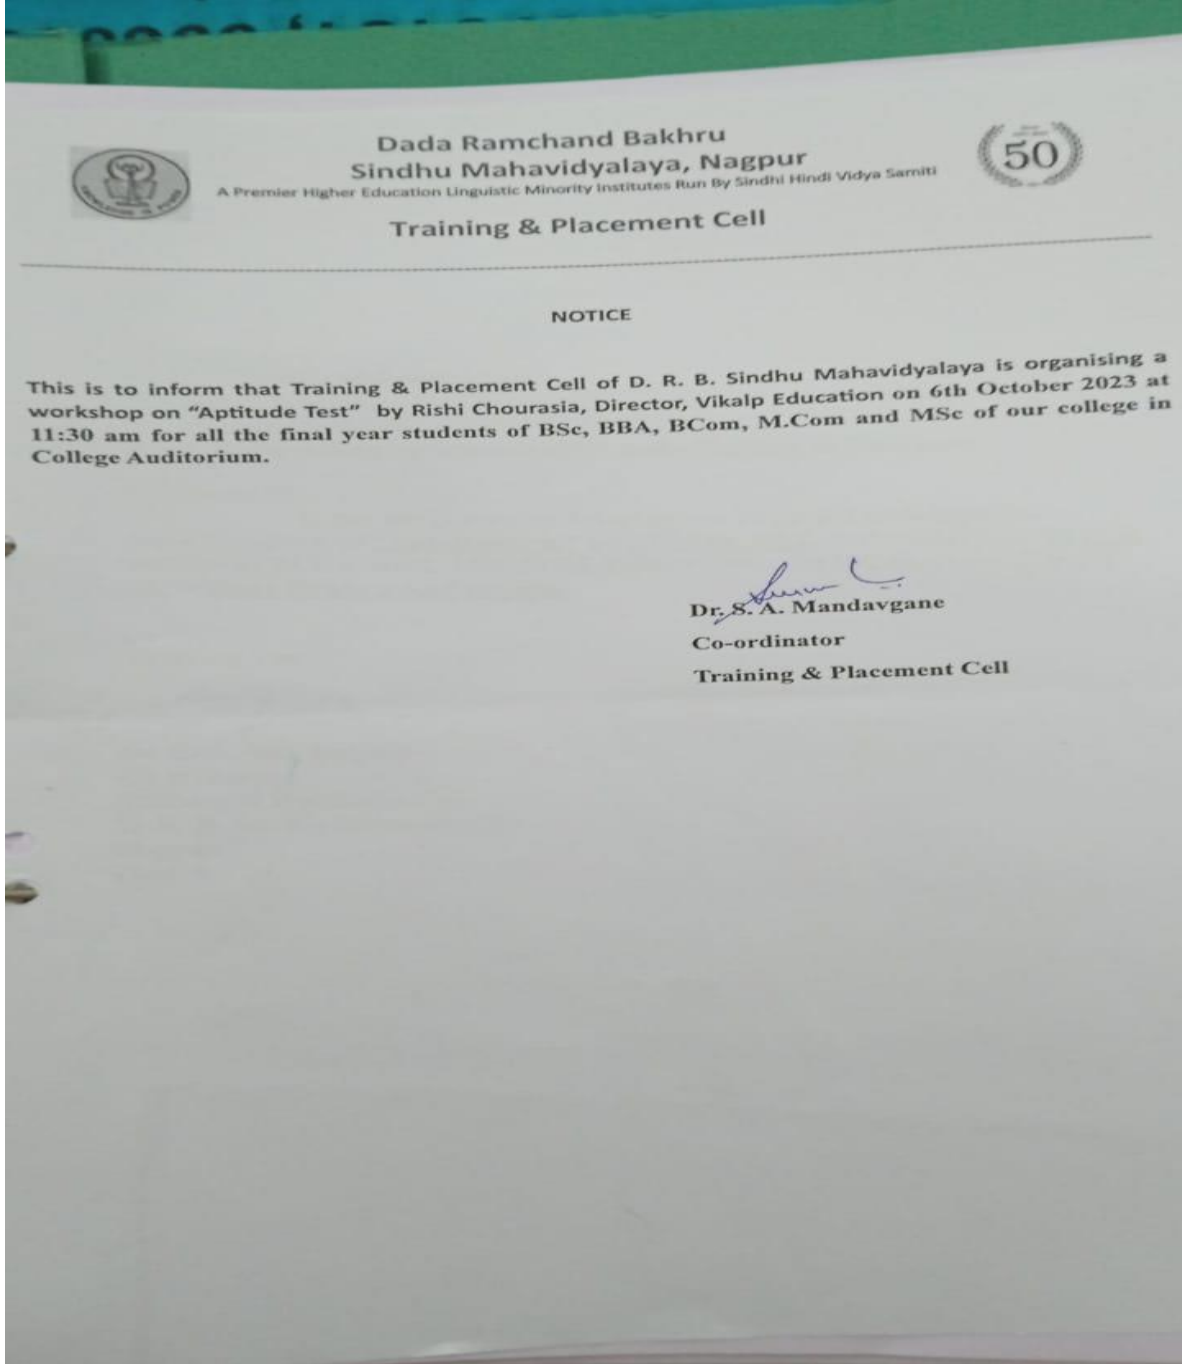 Dada Ramchand Bakhru
Sindhu Mahavidyalaya, Nagpur
A Premier Higher Education Linguistic Minority Institutes Run By Sindhi Hindi Vidya Samiti
50
Training & Placement Cell
NOTICE
This is to inform that Training & Placement Cell of D. R. B. Sindhu Mahavidyalaya is organising a
workshop on “Aptitude Test” by Rishi Chourasia, Director, Vikalp Education on 6th October 2023 at
11:30 am for all the final year students of BSc, BBA, BCom, M.Com and MSc of our college in
College Auditorium.
Dr. S. A. Mandavgane
Co-ordinator
Training & Placement Cell